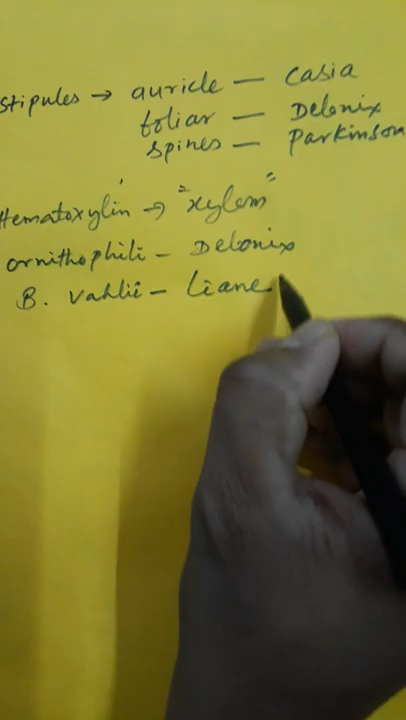 stipules → auricle — Casia
foliar — Delonix
spines — Parkinson
Hematoxylin → "xylem"
ornithophili - Delonix
B. vahlii - Liane